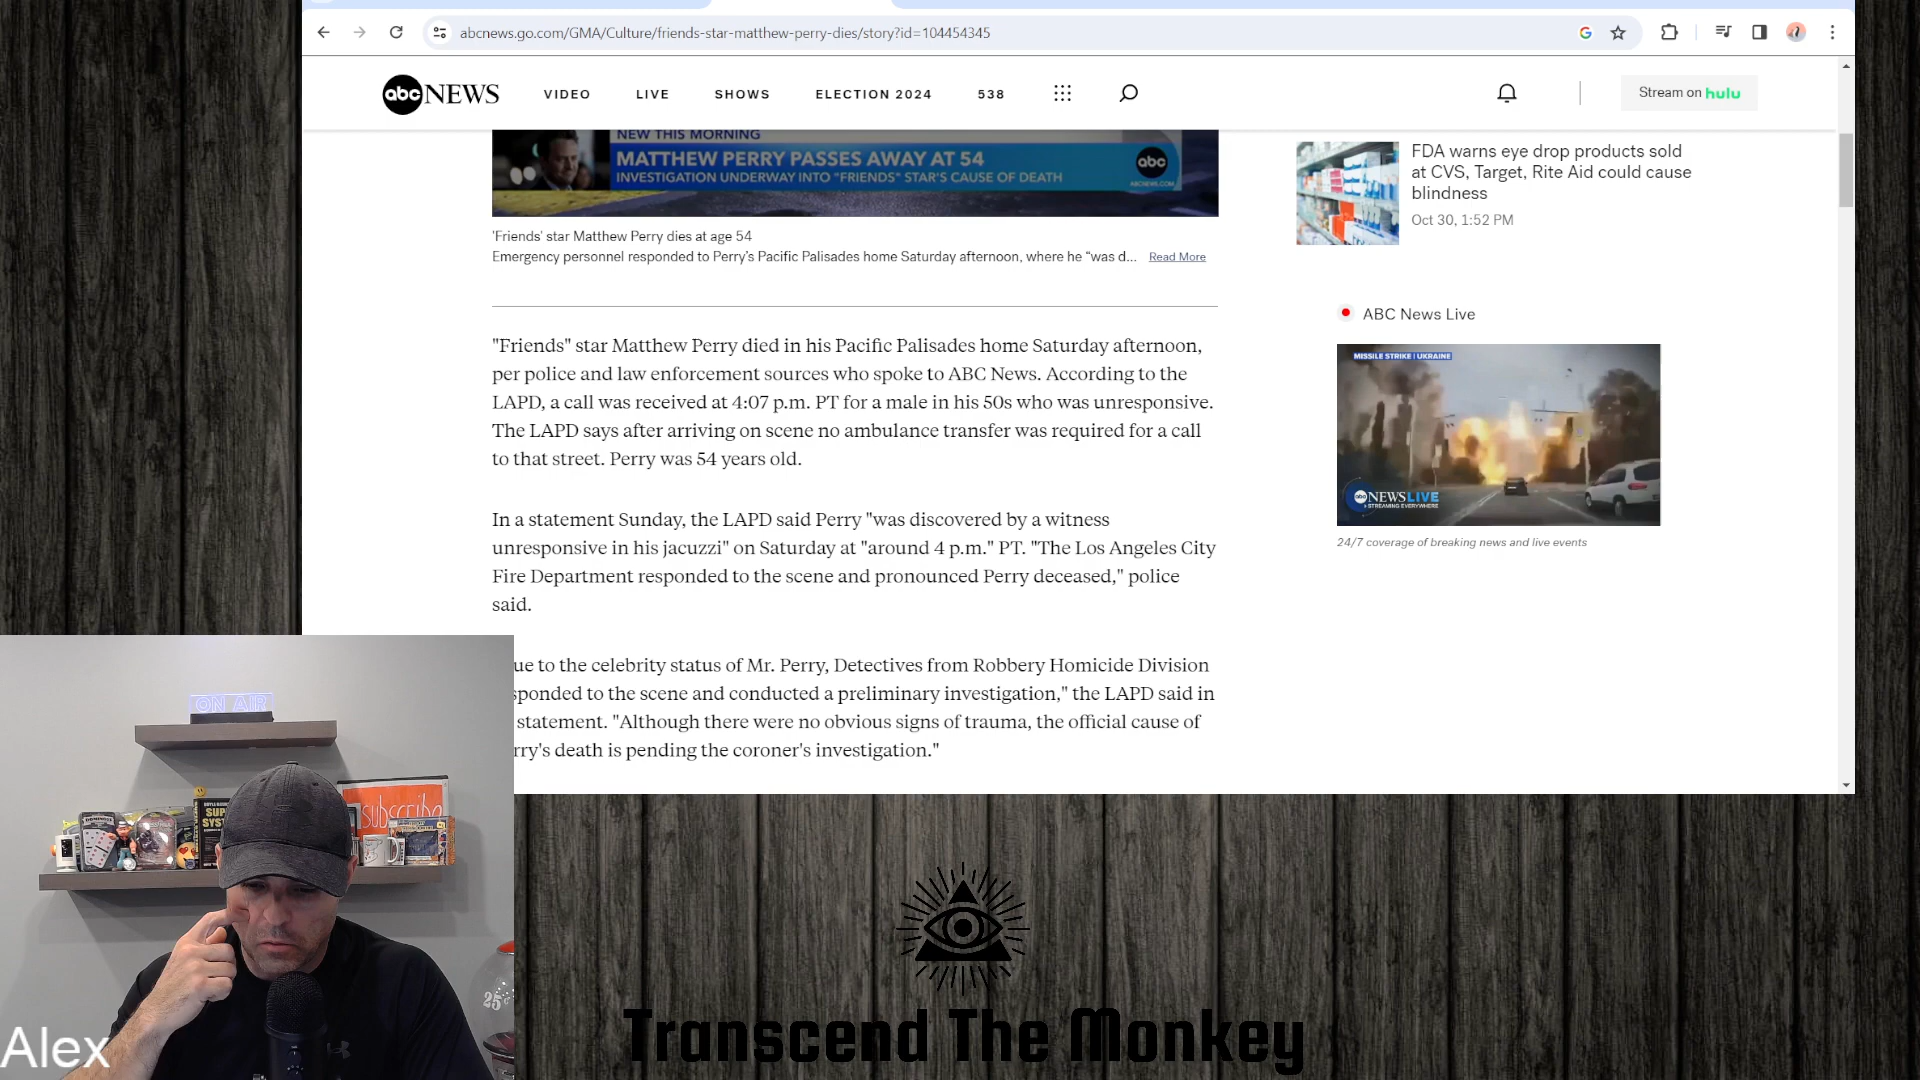 abcnews.go.com/GMA/Culture/friends-star-matthew-perry-dies/story?id=104454345
abc NEWS VIDEO LIVE SHOWS ELECTION 2024 538 Stream on hulu
NEW THIS MORNING
MATTHEW PERRY PASSES AWAY AT 54
INVESTIGATION UNDERWAY INTO "FRIENDS" STAR'S CAUSE OF DEATH
abc
ABCNEWS.COM
'Friends' star Matthew Perry dies at age 54
Emergency personnel responded to Perry's Pacific Palisades home Saturday afternoon, where he “was d... Read More
"Friends" star Matthew Perry died in his Pacific Palisades home Saturday afternoon,
per police and law enforcement sources who spoke to ABC News. According to the
LAPD, a call was received at 4:07 p.m. PT for a male in his 50s who was unresponsive.
The LAPD says after arriving on scene no ambulance transfer was required for a call
to that street. Perry was 54 years old.
In a statement Sunday, the LAPD said Perry "was discovered by a witness
unresponsive in his jacuzzi" on Saturday at "around 4 p.m." PT. "The Los Angeles City
Fire Department responded to the scene and pronounced Perry deceased," police
said.
ue to the celebrity status of Mr. Perry, Detectives from Robbery Homicide Division
sponded to the scene and conducted a preliminary investigation," the LAPD said in
statement. "Although there were no obvious signs of trauma, the official cause of
rry's death is pending the coroner's investigation."
FDA warns eye drop products sold
at CVS, Target, Rite Aid could cause
blindness
Oct 30, 1:52 PM
ABC News Live
MISSILE STRIKE | UKRAINE
abc NEWS LIVE
STREAMING EVERYWHERE
24/7 coverage of breaking news and live events
ON AIR
subscribe
DOMINOES
SUP
SYST
25
Alex
Transcend The Monkey